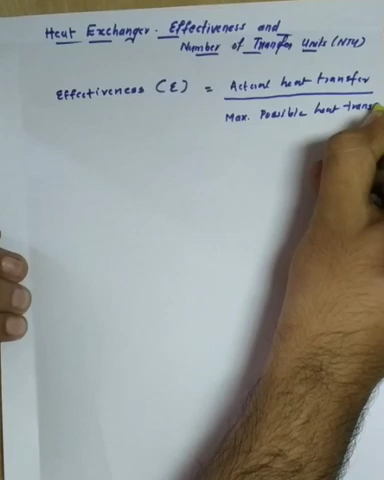 Heat Exchanger. Effectiveness and
Number of Transfer Units (NTU)
Effectiveness (ε) = Actual heat transfer
Max. Possible heat trans